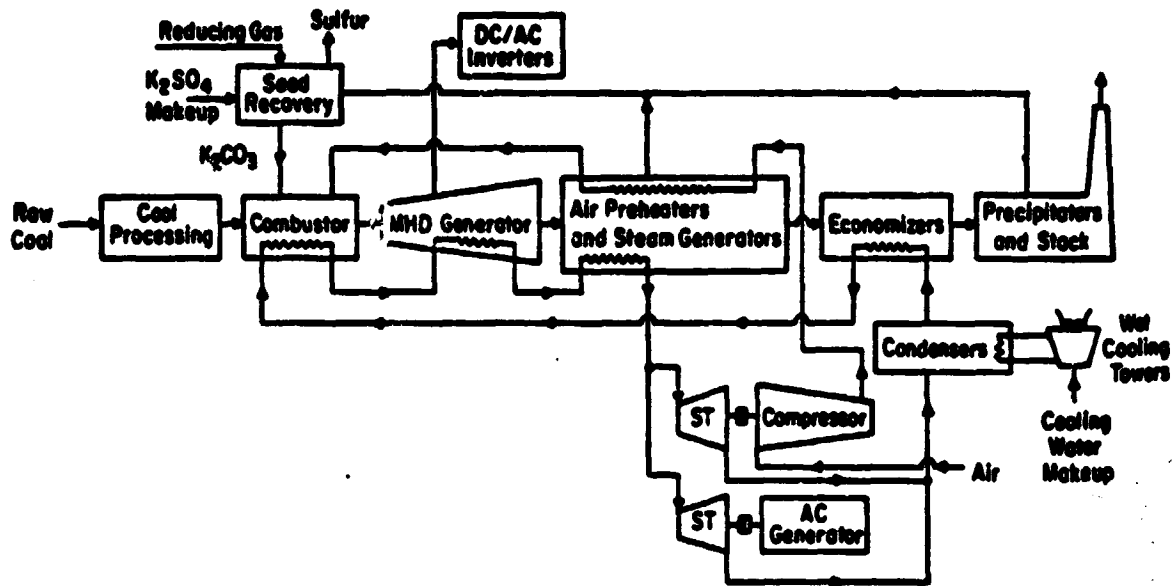 Reducing Gas
Sulfur
DC/AC
Inverters
K2SO4
Makeup
Seed
Recovery
K2CO3
Raw
Coal
Coal
Processing
Combustor
MHD Generator
Air Preheaters
and Steam Generators
Economizers
Precipitators
and Stack
Condensers
Wet
Cooling
Towers
Cooling
Water
Makeup
ST
Compressor
Air
ST
AC
Generator